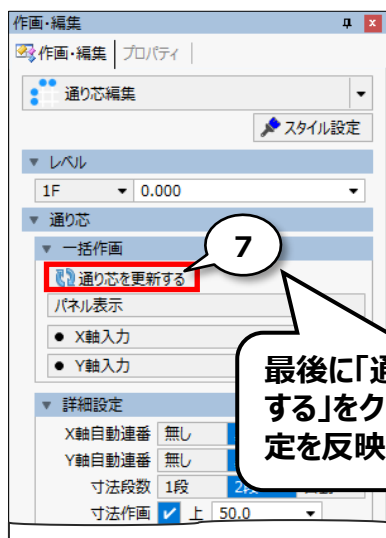 作画・編集
作画・編集 プロパティ
通り芯編集
スタイル設定
レベル
1F 0.000
通り芯
一括作画
通り芯を更新する
7
パネル表示
X軸入力
Y軸入力
最後に「通
する」をク
定を反映
詳細設定
X軸自動連番 無し
Y軸自動連番 無し
寸法段数 1段
寸法作画 上 50.0